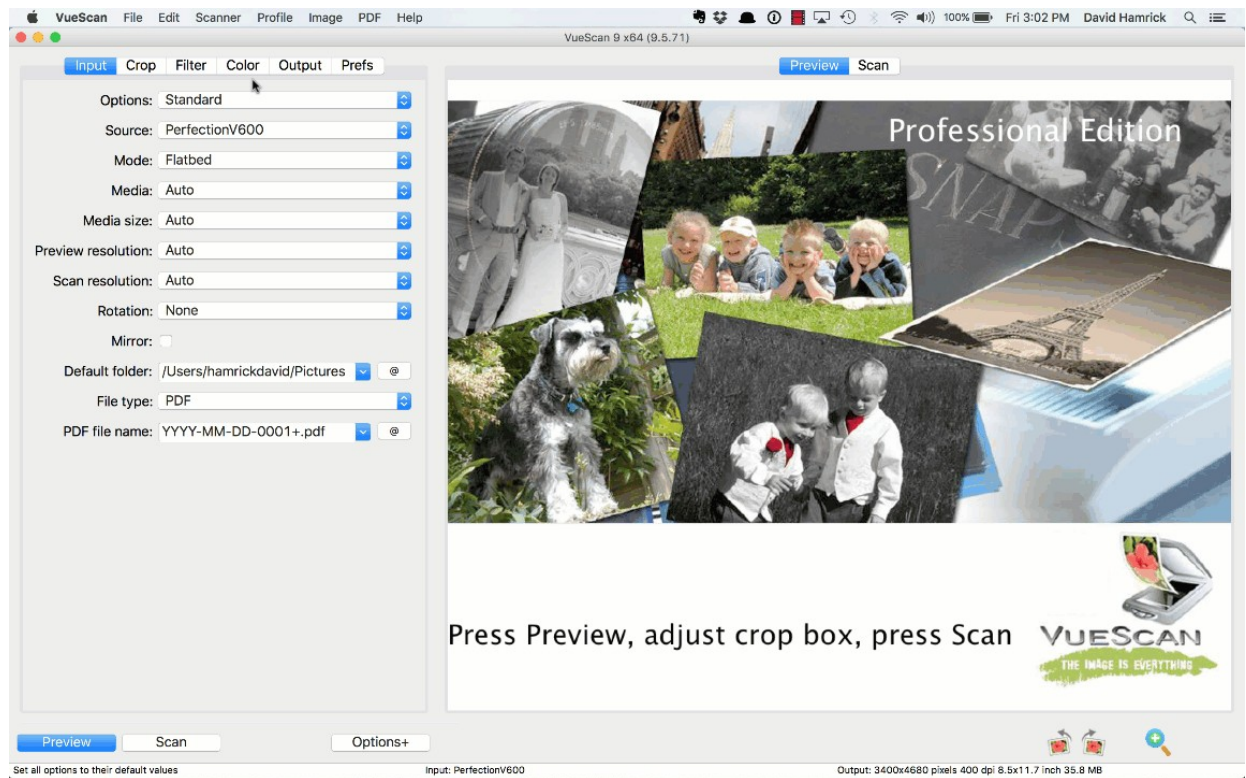 VueScan File Edit Scanner Profile Image PDF Help 100% Fri 3:02 PM David Hamrick
VueScan 9 x64 (9.5.71)
Input Crop Filter Color Output Prefs
Preview Scan
Options: Standard
Source: PerfectionV600
Mode: Flatbed
Media: Auto
Media size: Auto
Preview resolution: Auto
Scan resolution: Auto
Rotation: None
Mirror:
Default folder: /Users/hamrickdavid/Pictures @
File type: PDF
PDF file name: YYYY-MM-DD-0001+.pdf @
Professional Edition
SNAP
Press Preview, adjust crop box, press Scan
VUESCAN
THE IMAGE IS EVERYTHING
Preview Scan Options+
Set all options to their default values
Input: PerfectionV600
Output: 3400x4680 pixels 400 dpi 8.5x11.7 inch 35.8 MB